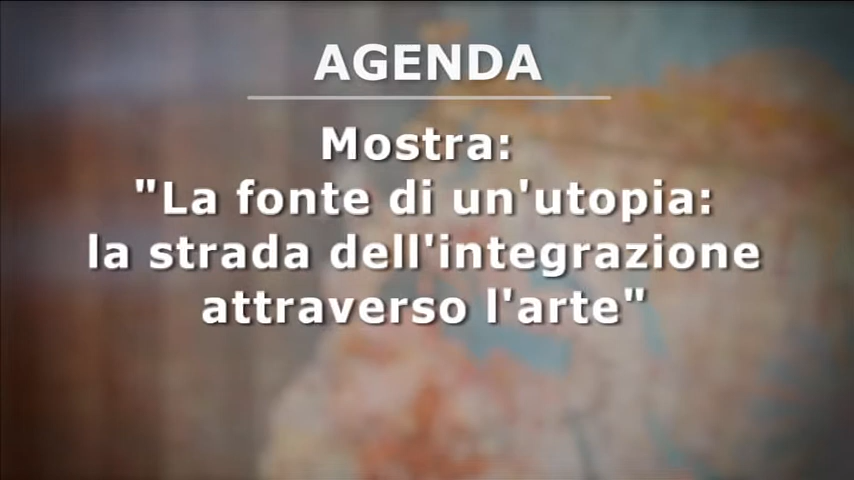 AGENDA
Mostra:
"La fonte di un'utopia:
la strada dell'integrazione
attraverso l'arte"